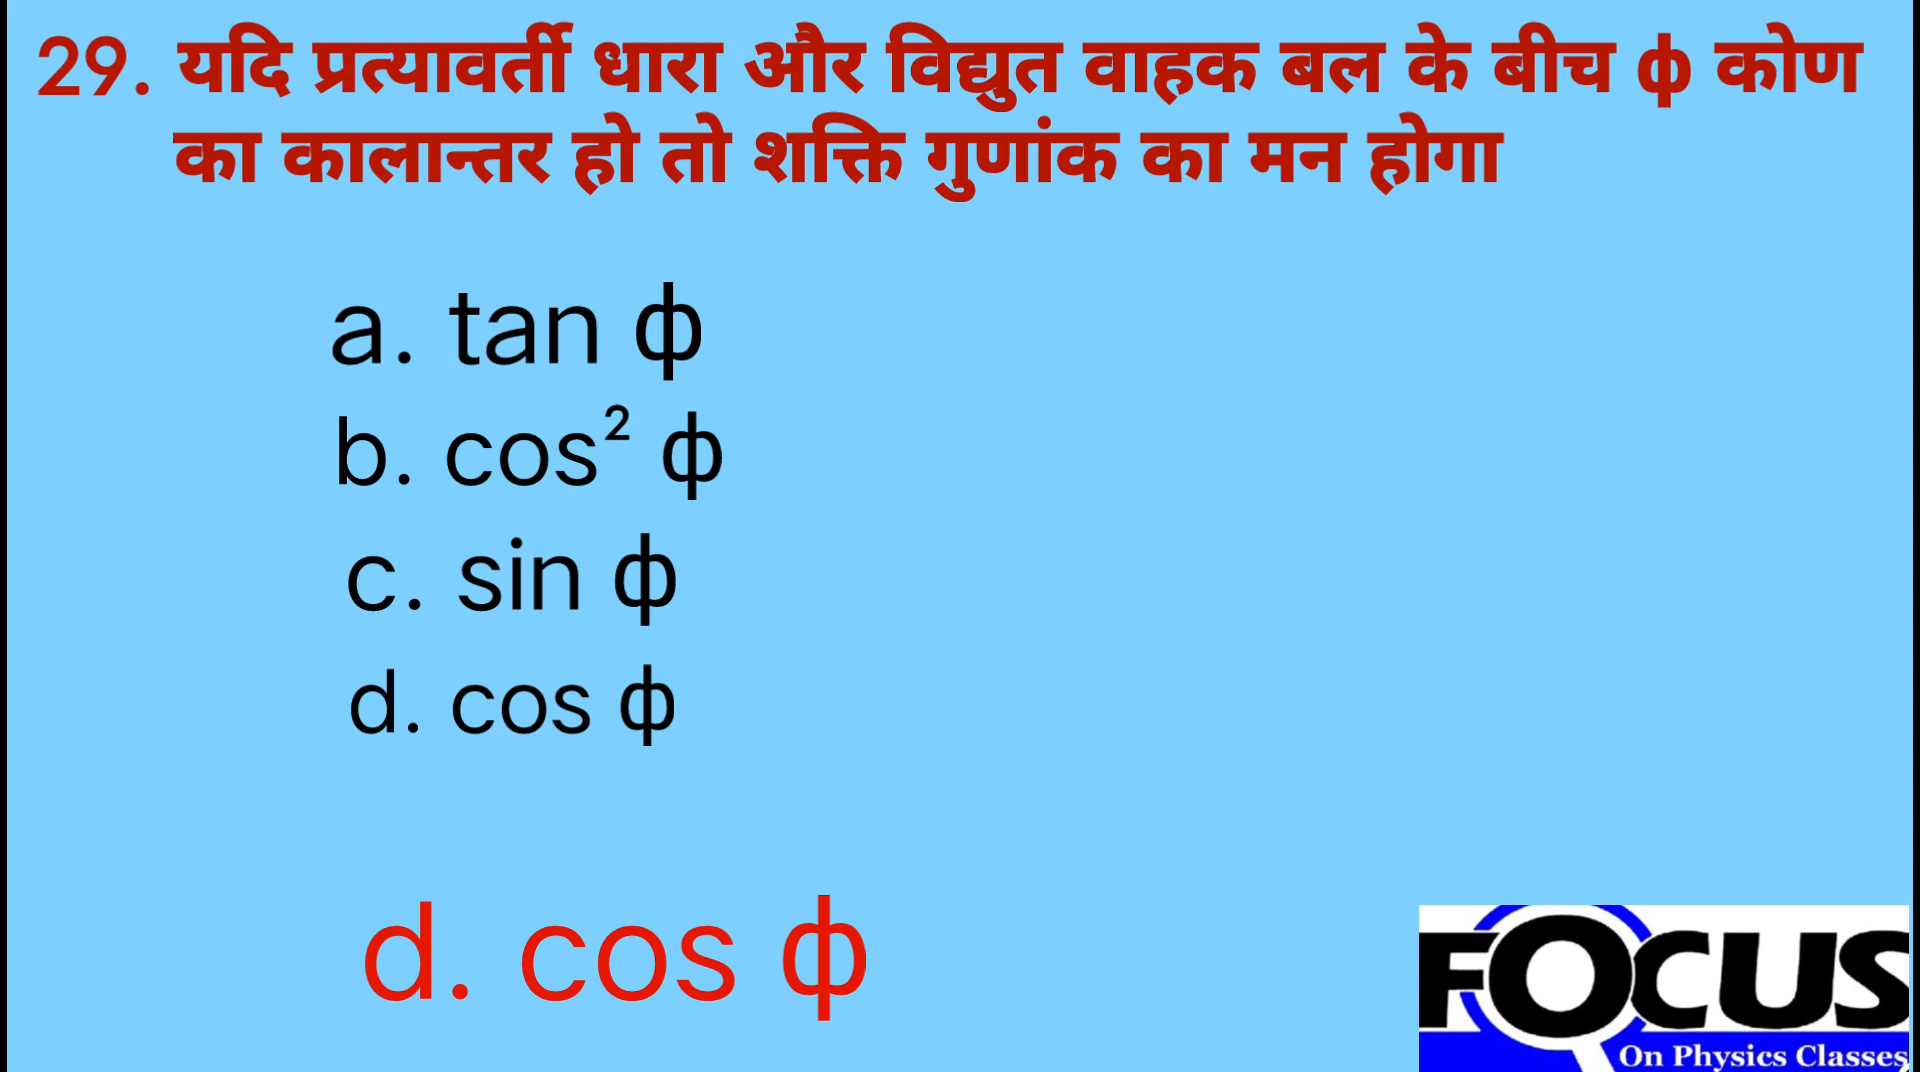 29. यदि प्रत्यावर्ती धारा और विद्युत वाहक बल के बीच ф कोण
का कालान्तर हो तो शक्ति गुणांक का मन होगा
a. tan ф
b. cos² ф
c. sin ф
d. cos ф
d. cos ф
FOCUS
On Physics Classes